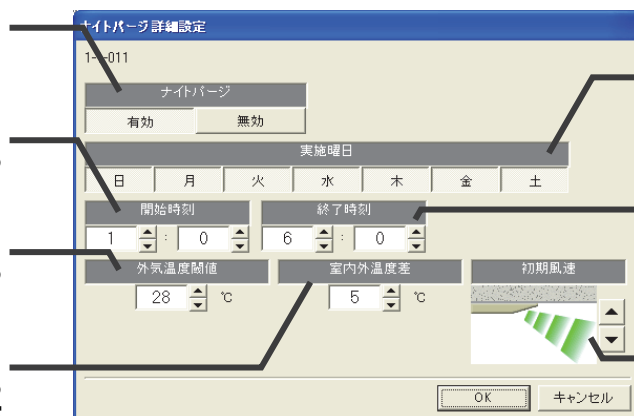 ナイトパージ詳細設定
ナイトパージ
有効 無効
実施曜日
日 月 火 水 木 金 土
開始時刻 終了時刻
1 : 0 6 : 0
外気温度閾値 室内外温度差 初期風速
28 ℃ 5 ℃
OK キャンセル